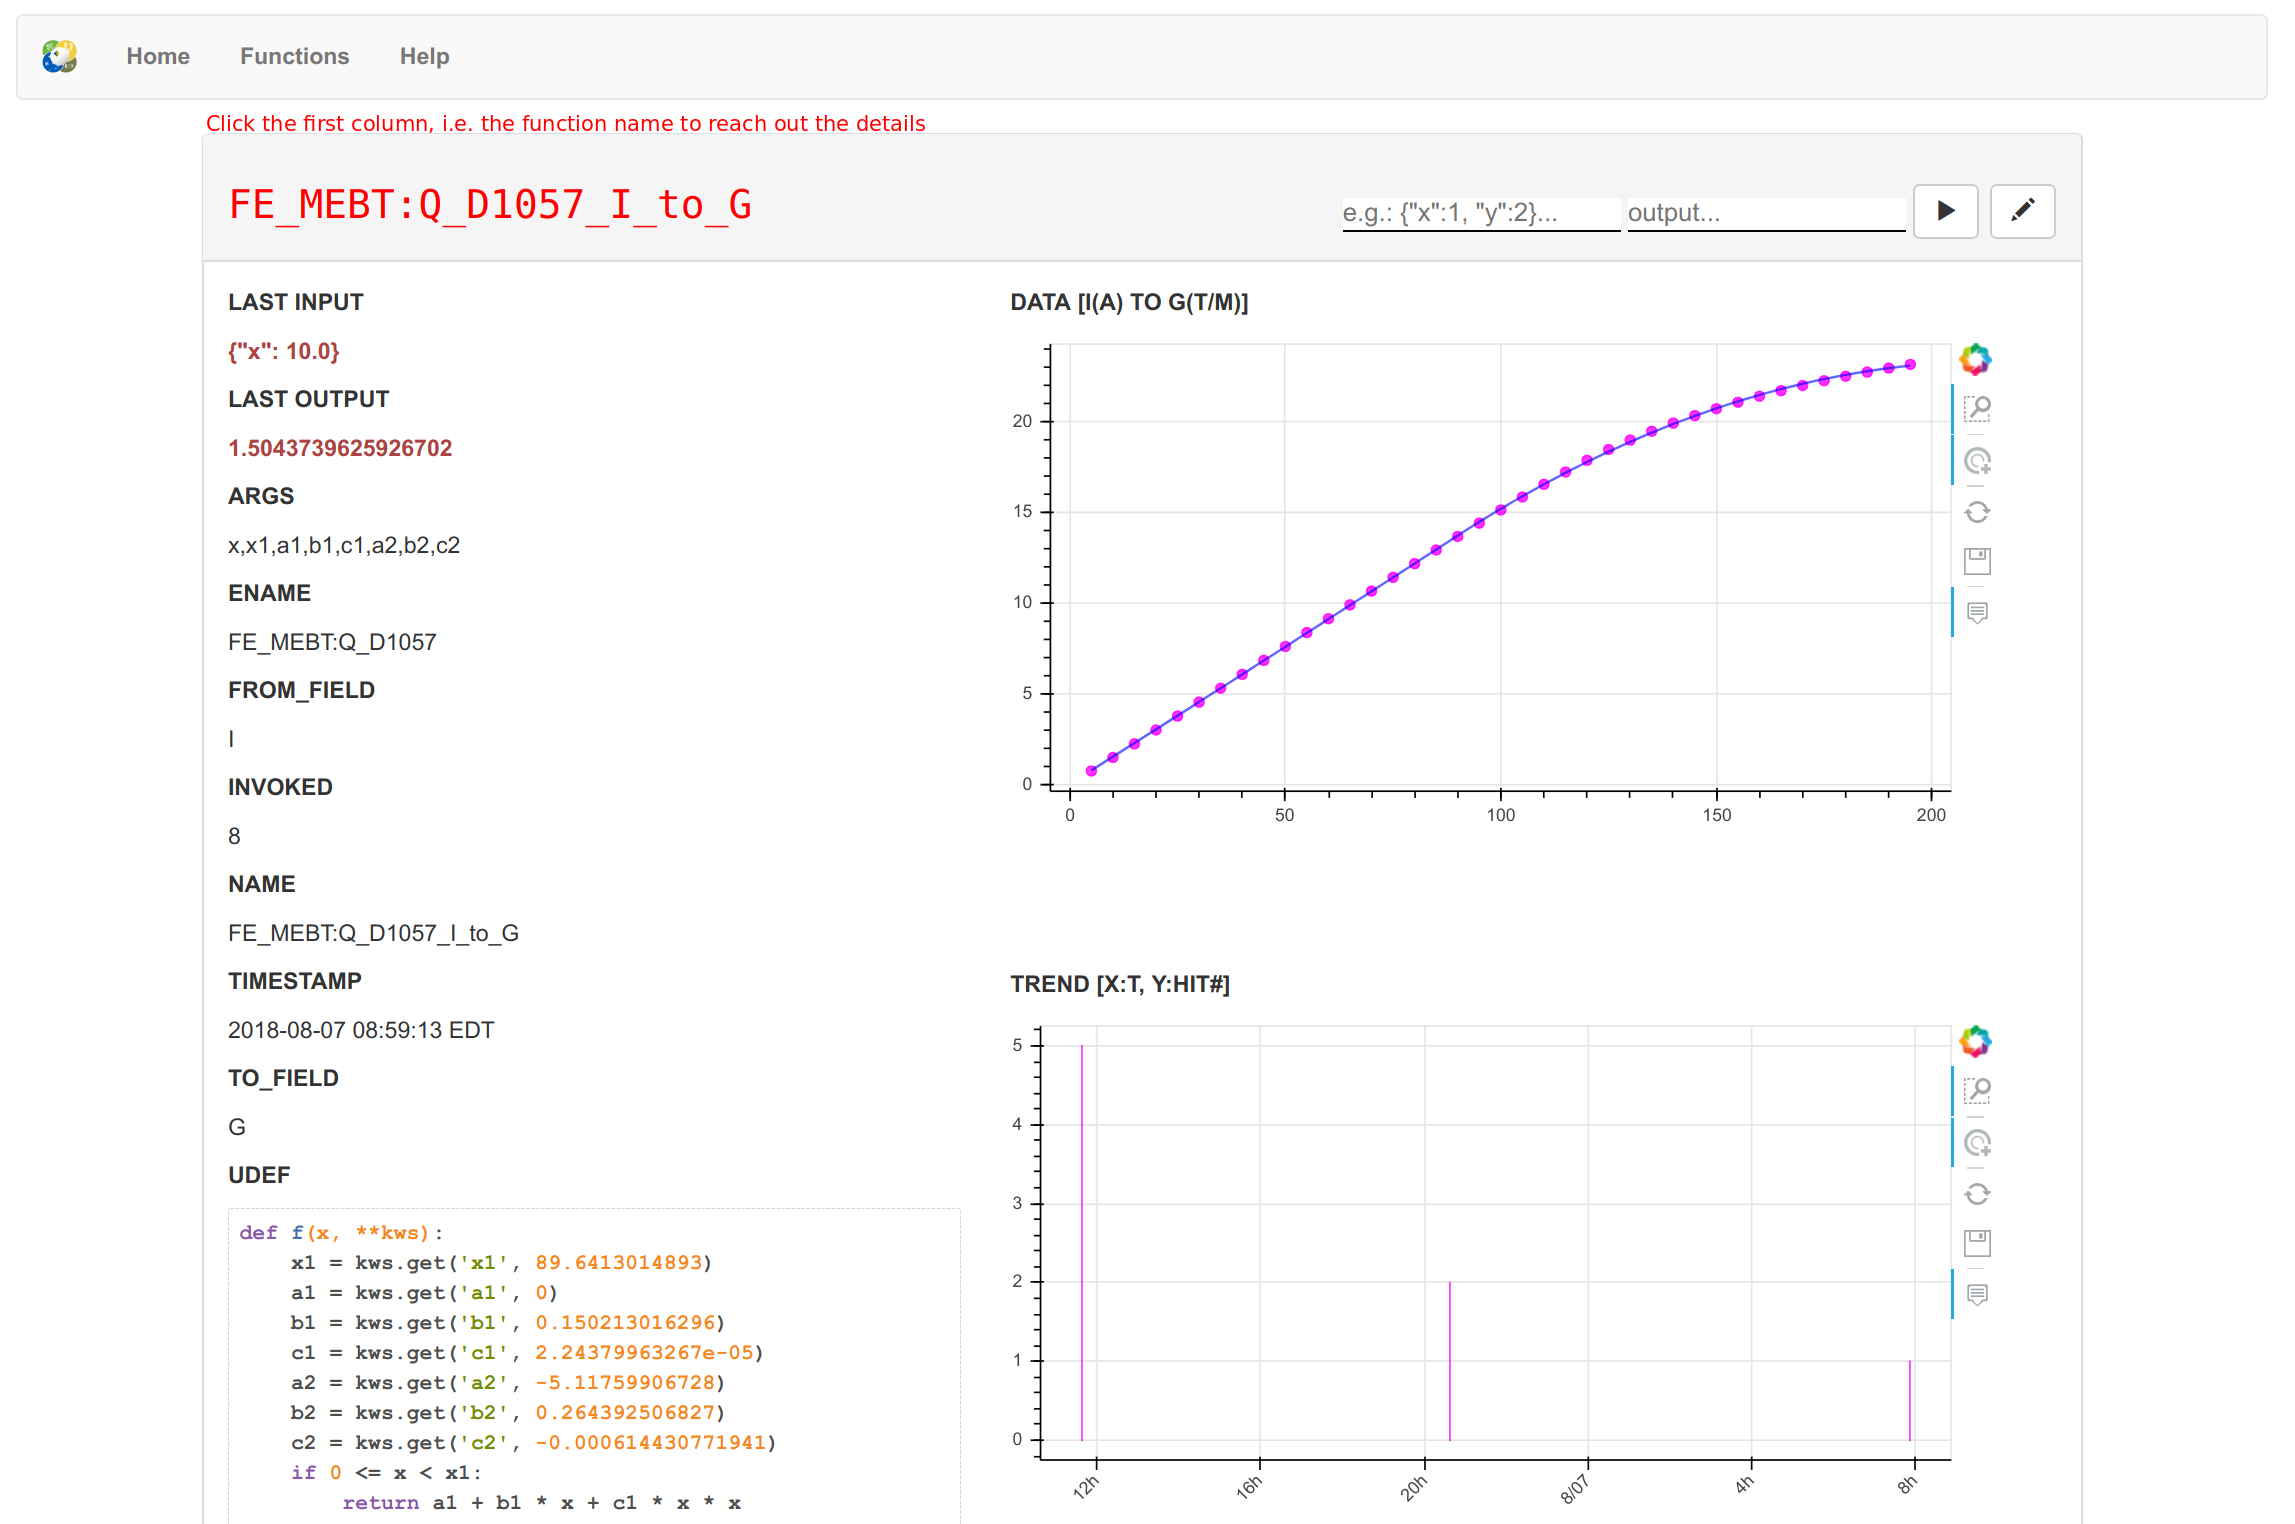 Home Functions Help
Click the first column, i.e. the function name to reach out the details
FE_MEBT:Q_D1057_I_to_G
e.g.: {"x":1, "y":2}... output...
LAST INPUT
{"x": 10.0}
LAST OUTPUT
1.5043739625926702
ARGS
x,x1,a1,b1,c1,a2,b2,c2
ENAME
FE_MEBT:Q_D1057
FROM_FIELD
I
INVOKED
8
NAME
FE_MEBT:Q_D1057_I_to_G
TIMESTAMP
2018-08-07 08:59:13 EDT
TO_FIELD
G
UDEF
def f(x, **kws):
    x1 = kws.get('x1', 89.6413014893)
    a1 = kws.get('a1', 0)
    b1 = kws.get('b1', 0.150213016296)
    c1 = kws.get('c1', 2.24379963267e-05)
    a2 = kws.get('a2', -5.11759906728)
    b2 = kws.get('b2', 0.264392506827)
    c2 = kws.get('c2', -0.000614430771941)
    if 0 <= x < x1:
        return a1 + b1 * x + c1 * x * x
DATA [I(A) TO G(T/M)]
20
15
10
5
0
0 50 100 150 200
TREND [X:T, Y:HIT#]
5
4
3
2
1
0
12h 16h 20h 8/07 4h 8h